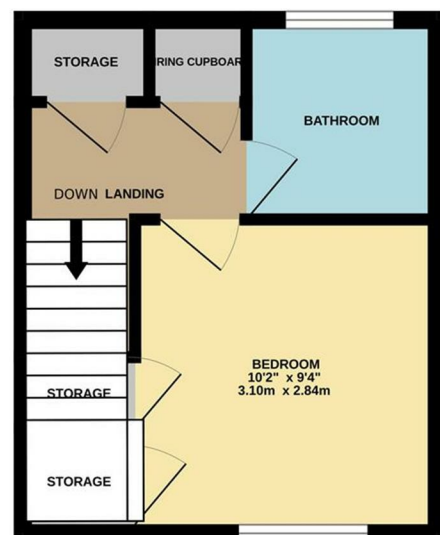 STORAGE
RING CUPBOAR
BATHROOM
DOWN LANDING
BEDROOM
10'2" x 9'4"
3.10m x 2.84m
STORAGE
STORAGE